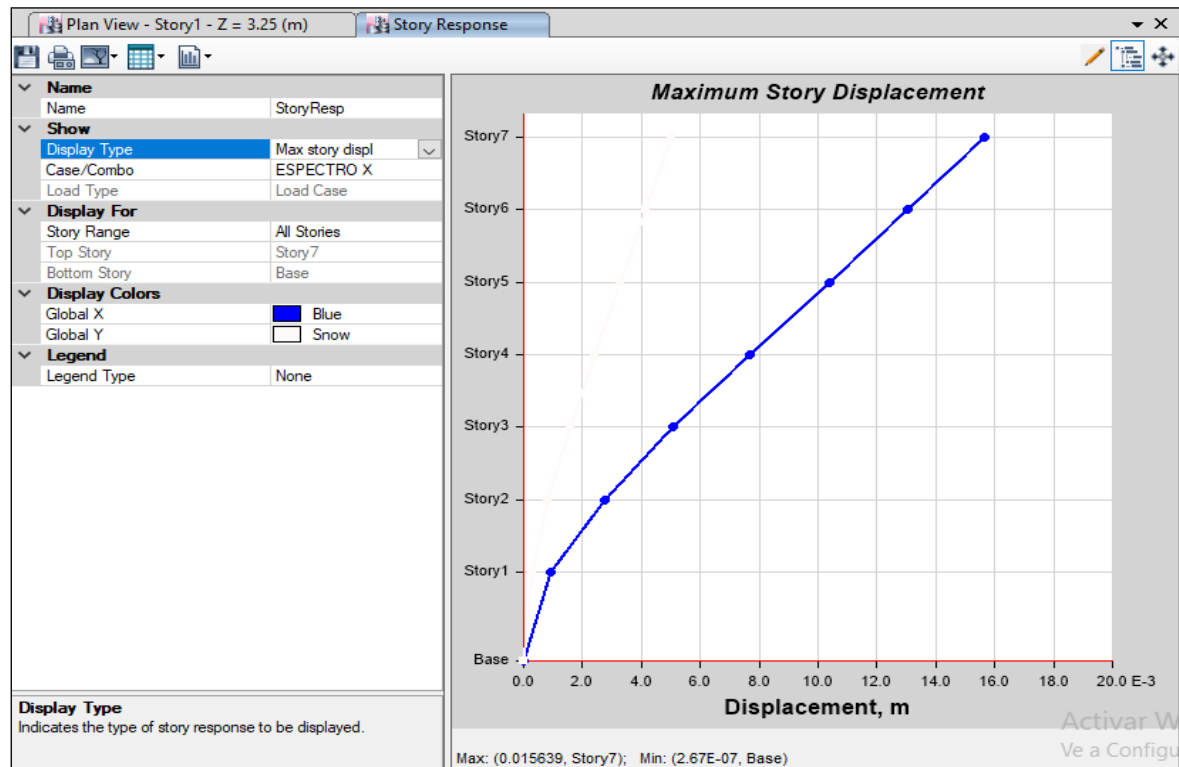 Plan View - Story1 - Z = 3.25 (m) Story Response
Name
Name StoryResp
Show
Display Type Max story displ
Case/Combo ESPECTRO X
Load Type Load Case
Display For
Story Range All Stories
Top Story Story7
Bottom Story Base
Display Colors
Global X Blue
Global Y Snow
Legend
Legend Type None
Display Type
Indicates the type of story response to be displayed.
Maximum Story Displacement
Story7
Story6
Story5
Story4
Story3
Story2
Story1
Base
0.0 2.0 4.0 6.0 8.0 10.0 12.0 14.0 16.0 18.0 20.0 E-3
Displacement, m
Max: (0.015639, Story7); Min: (2.67E-07, Base)
Activar W
Ve a Configu